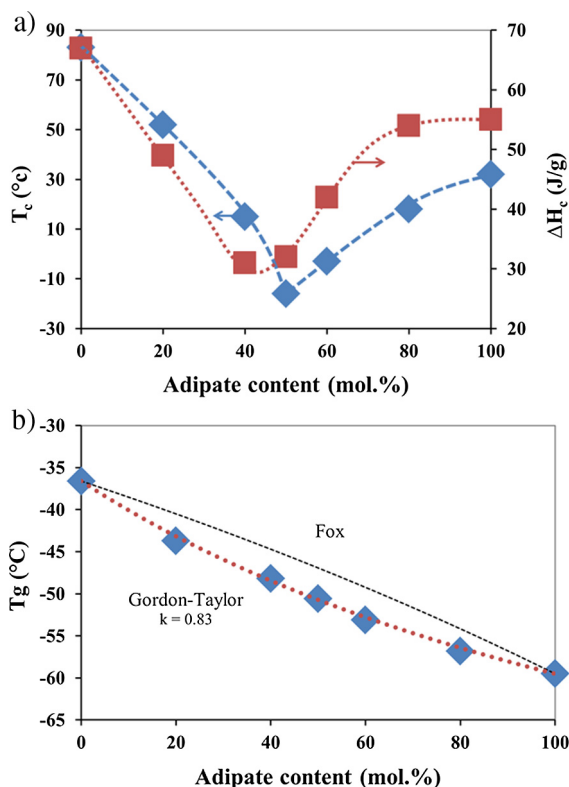 a)
90
70
50
30
10
-10
-30
Tc (°c)
70
60
50
40
30
20
ΔHc (J/g)
0 20 40 60 80 100
Adipate content (mol.%)
b)
-30
-35
-40
-45
-50
-55
-60
-65
Tg (°C)
Fox
Gordon-Taylor
k = 0.83
0 20 40 60 80 100
Adipate content (mol.%)